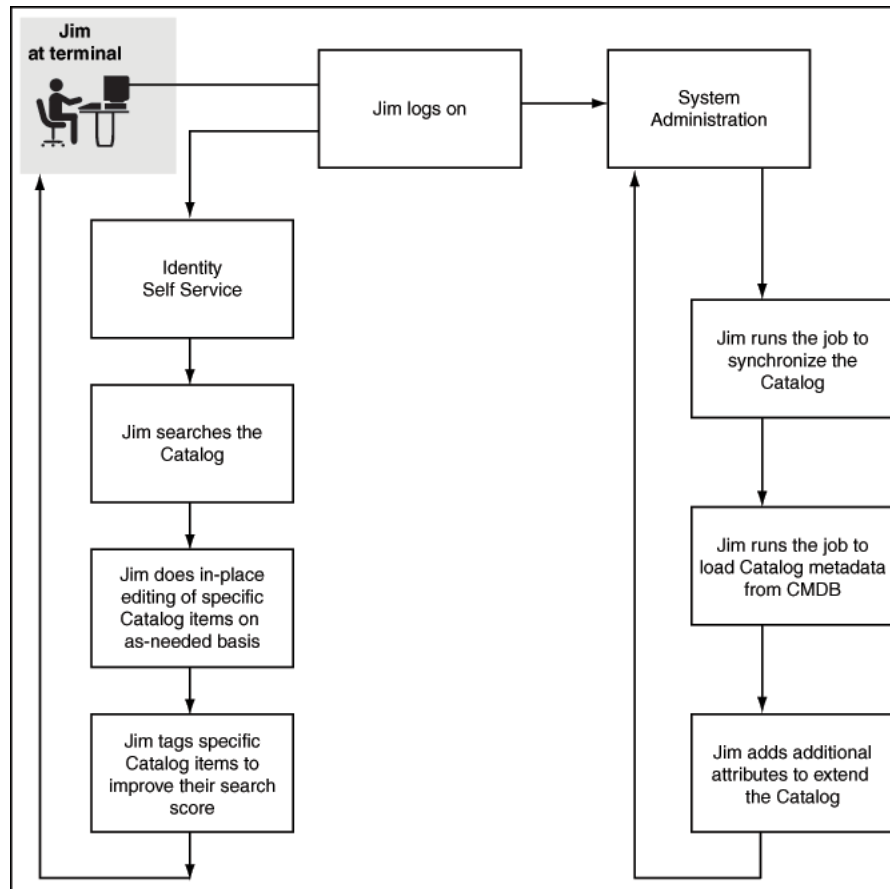 Jim
at terminal
Jim logs on
System
Administration
Identity
Self Service
Jim searches the
Catalog
Jim does in-place
editing of specific
Catalog items on
as-needed basis
Jim tags specific
Catalog items to
improve their search
score
Jim runs the job to
synchronize the
Catalog
Jim runs the job to
load Catalog metadata
from CMDB
Jim adds additional
attributes to extend
the Catalog